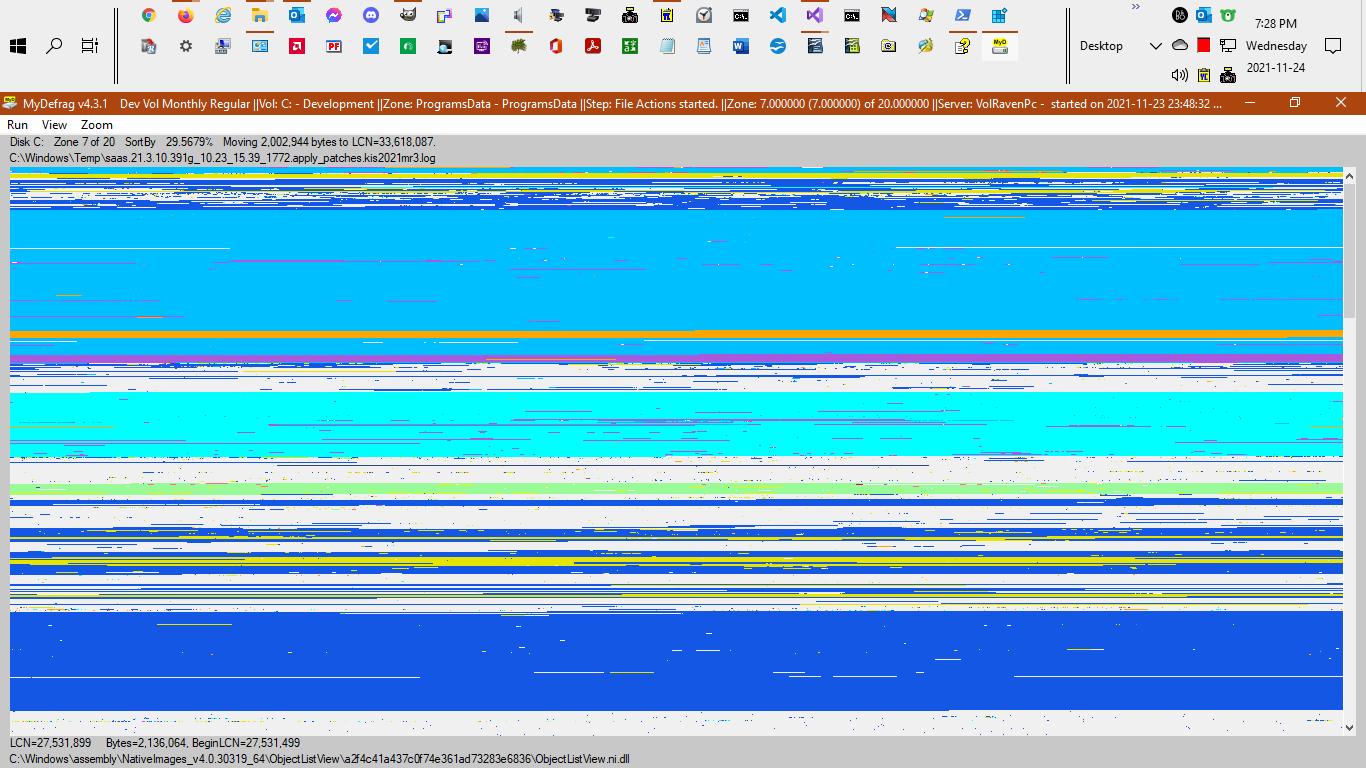 7:28 PM
Desktop
Wednesday
2021-11-24
MyDefrag v4.3.1 Dev Vol Monthly Regular ||Vol: C: - Development ||Zone: ProgramsData - ProgramsData ||Step: File Actions started. ||Zone: 7.000000 (7.000000) of 20.000000 ||Server: VolRavenPc - started on 2021-11-23 23:48:32 ...
Run View Zoom
Disk C: Zone 7 of 20 SortBy 29.5679% Moving 2,002,944 bytes to LCN=33,618,087.
C:\Windows\Temp\saas.21.3.10.391g_10.23_15.39_1772.apply_patches.kis2021mr3.log
LCN=27,531,899 Bytes=2,136,064, BeginLCN=27,531,499
C:\Windows\assembly\NativeImages_v4.0.30319_64\ObjectListView\a2f4c41a437c0f74e361ad73283e6836\ObjectListView.ni.dll